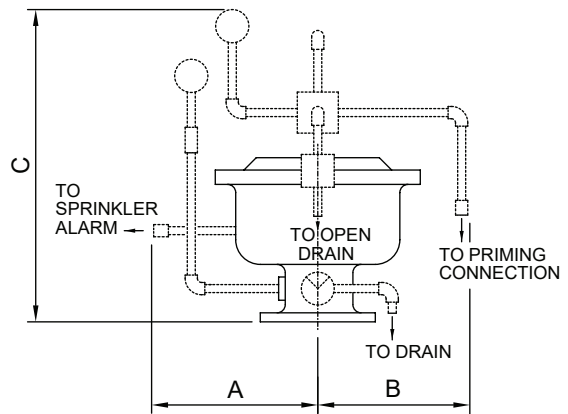 C
TO
SPRINKLER
ALARM
TO OPEN
DRAIN
TO PRIMING
CONNECTION
TO DRAIN
A
B